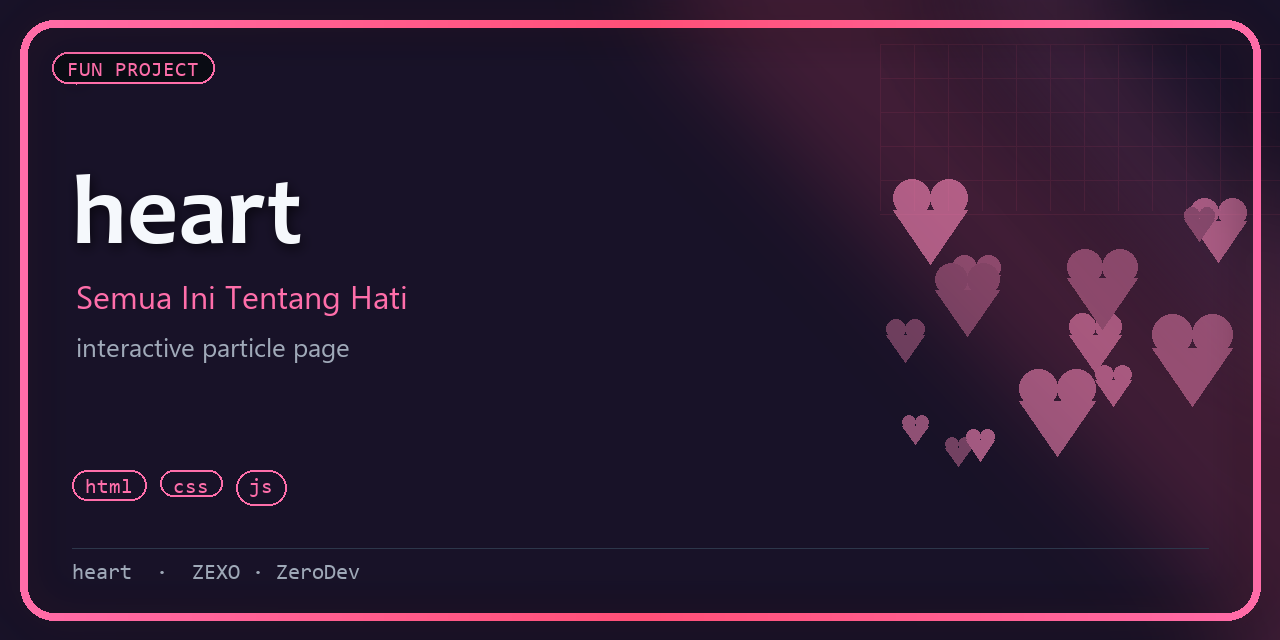 FUN PROJECT
heart
Semua Ini Tentang Hati
interactive particle page
html css js
heart · ZEXO · ZeroDev